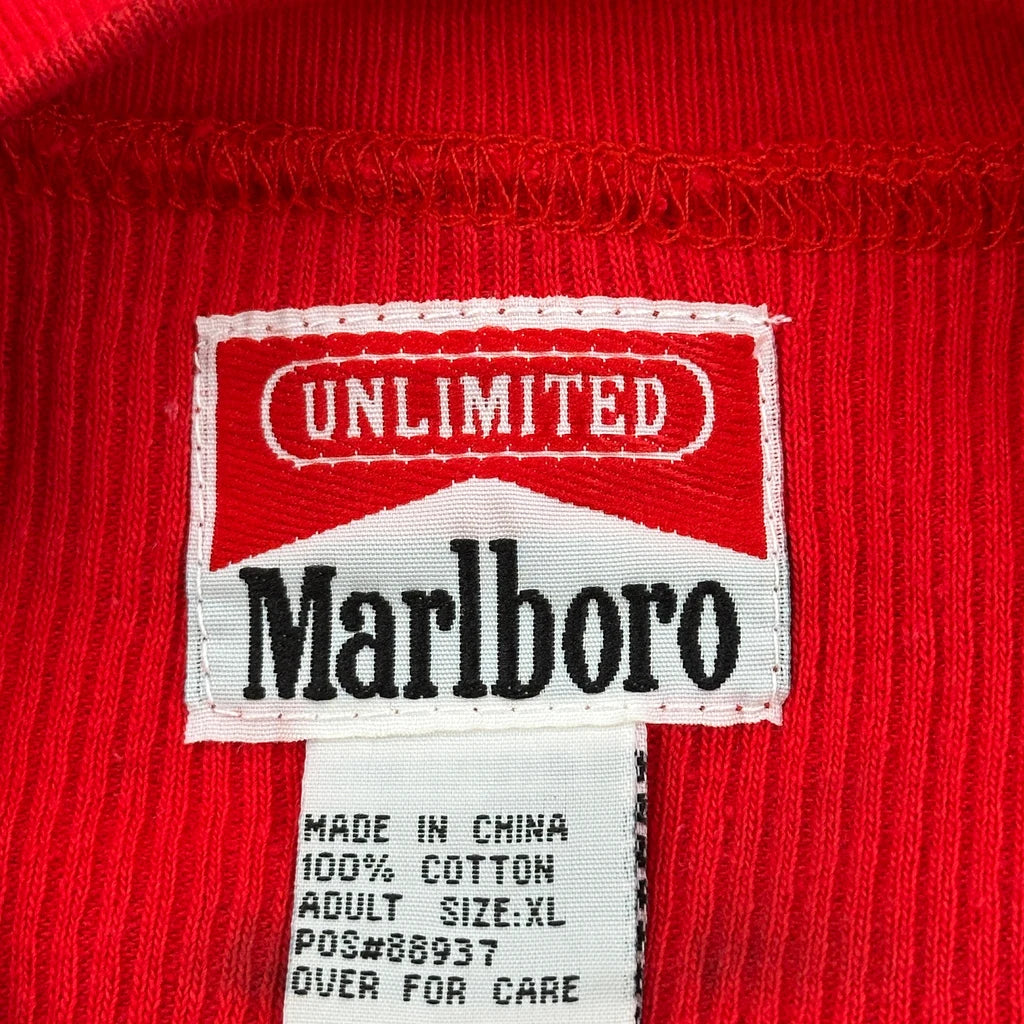 UNLIMITED
Marlboro
MADE IN CHINA
100% COTTON
ADULT SIZE:XL
POS#88937
OVER FOR CARE